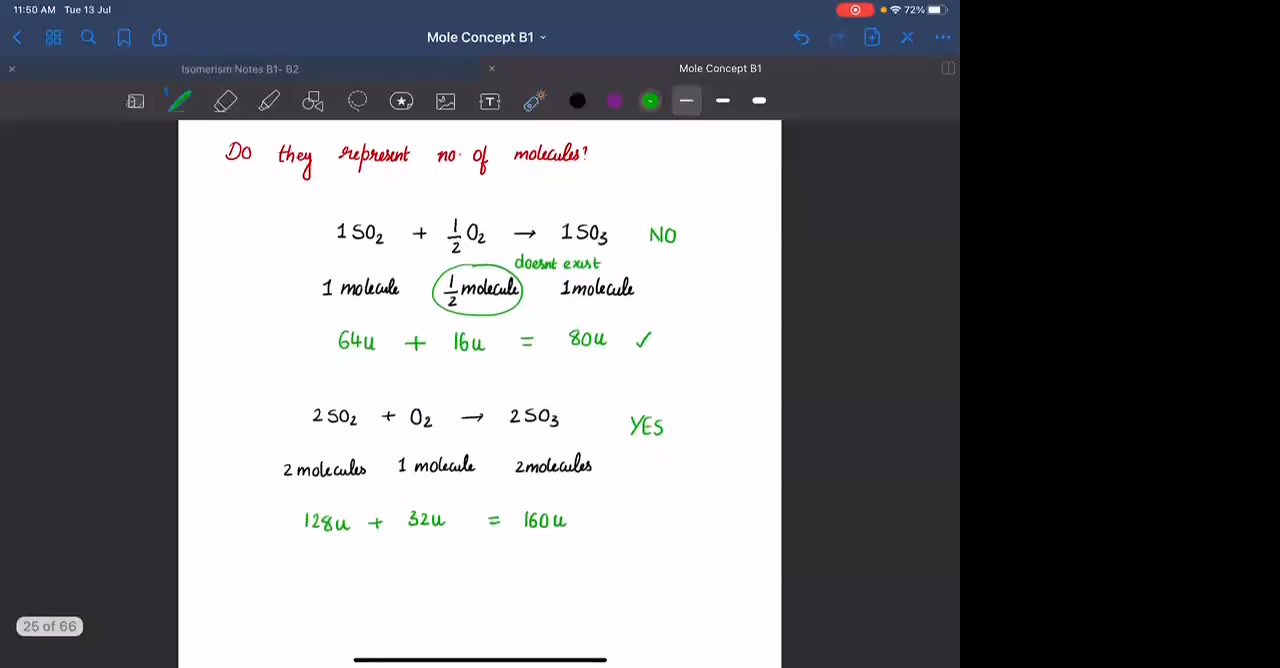 11:50 AM Tue 13 Jul
72%
Mole Concept B1
Isomerism Notes B1- B2
Mole Concept B1
Do they represent no. of molecules?
1 SO₂ + 1/2 O₂ → 1 SO₃ NO
doesnt exist
1 molecule 1/2 molecule 1 molecule
64u + 16u = 80u ✓
2 SO₂ + O₂ → 2 SO₃ YES
2 molecules 1 molecule 2 molecules
128u + 32u = 160u
25 of 66